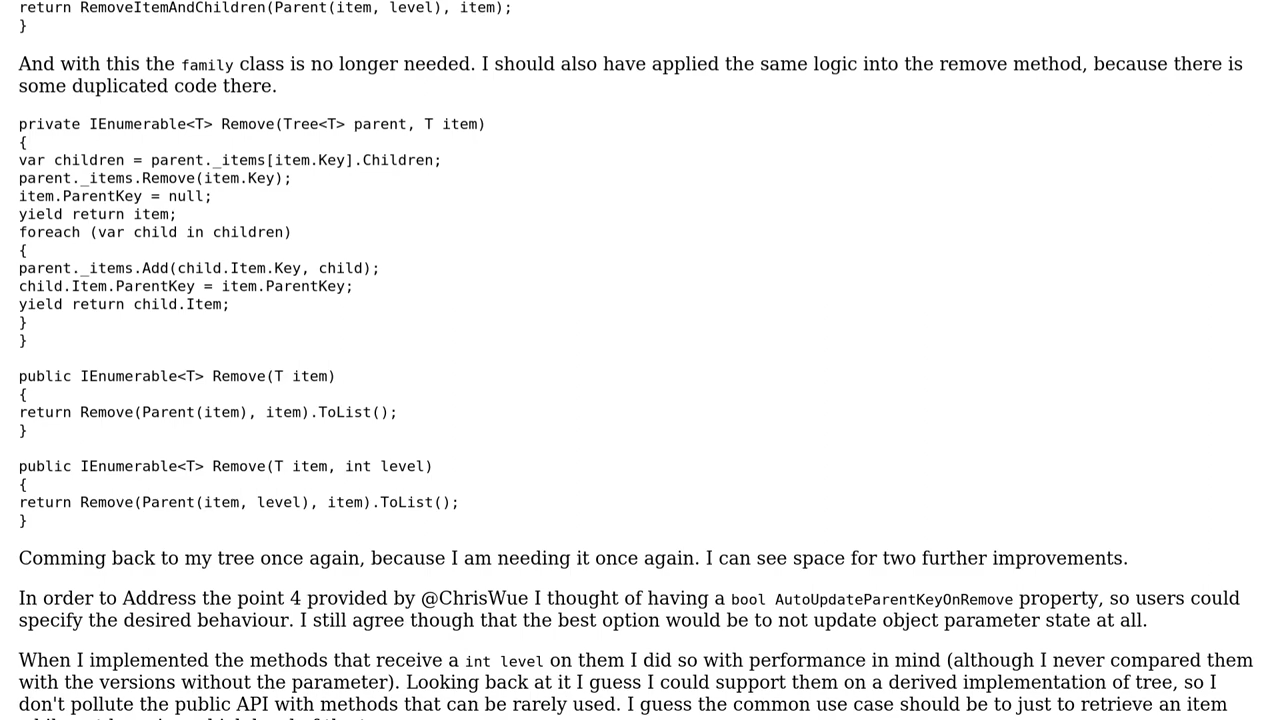 return RemoveItemAndChildren(Parent(item, level), item);
}
And with this the family class is no longer needed. I should also have applied the same logic into the remove method, because there is
some duplicated code there.
private IEnumerable<T> Remove(Tree<T> parent, T item)
{
var children = parent._items[item.Key].Children;
parent._items.Remove(item.Key);
item.ParentKey = null;
yield return item;
foreach (var child in children)
{
parent._items.Add(child.Item.Key, child);
child.Item.ParentKey = item.ParentKey;
yield return child.Item;
}
}
public IEnumerable<T> Remove(T item)
{
return Remove(Parent(item), item).ToList();
}
public IEnumerable<T> Remove(T item, int level)
{
return Remove(Parent(item, level), item).ToList();
}
Comming back to my tree once again, because I am needing it once again. I can see space for two further improvements.
In order to Address the point 4 provided by @ChrisWue I thought of having a bool AutoUpdateParentKeyOnRemove property, so users could
specify the desired behaviour. I still agree though that the best option would be to not update object parameter state at all.
When I implemented the methods that receive a int level on them I did so with performance in mind (although I never compared them
with the versions without the parameter). Looking back at it I guess I could support them on a derived implementation of tree, so I
don't pollute the public API with methods that can be rarely used. I guess the common use case should be to just to retrieve an item